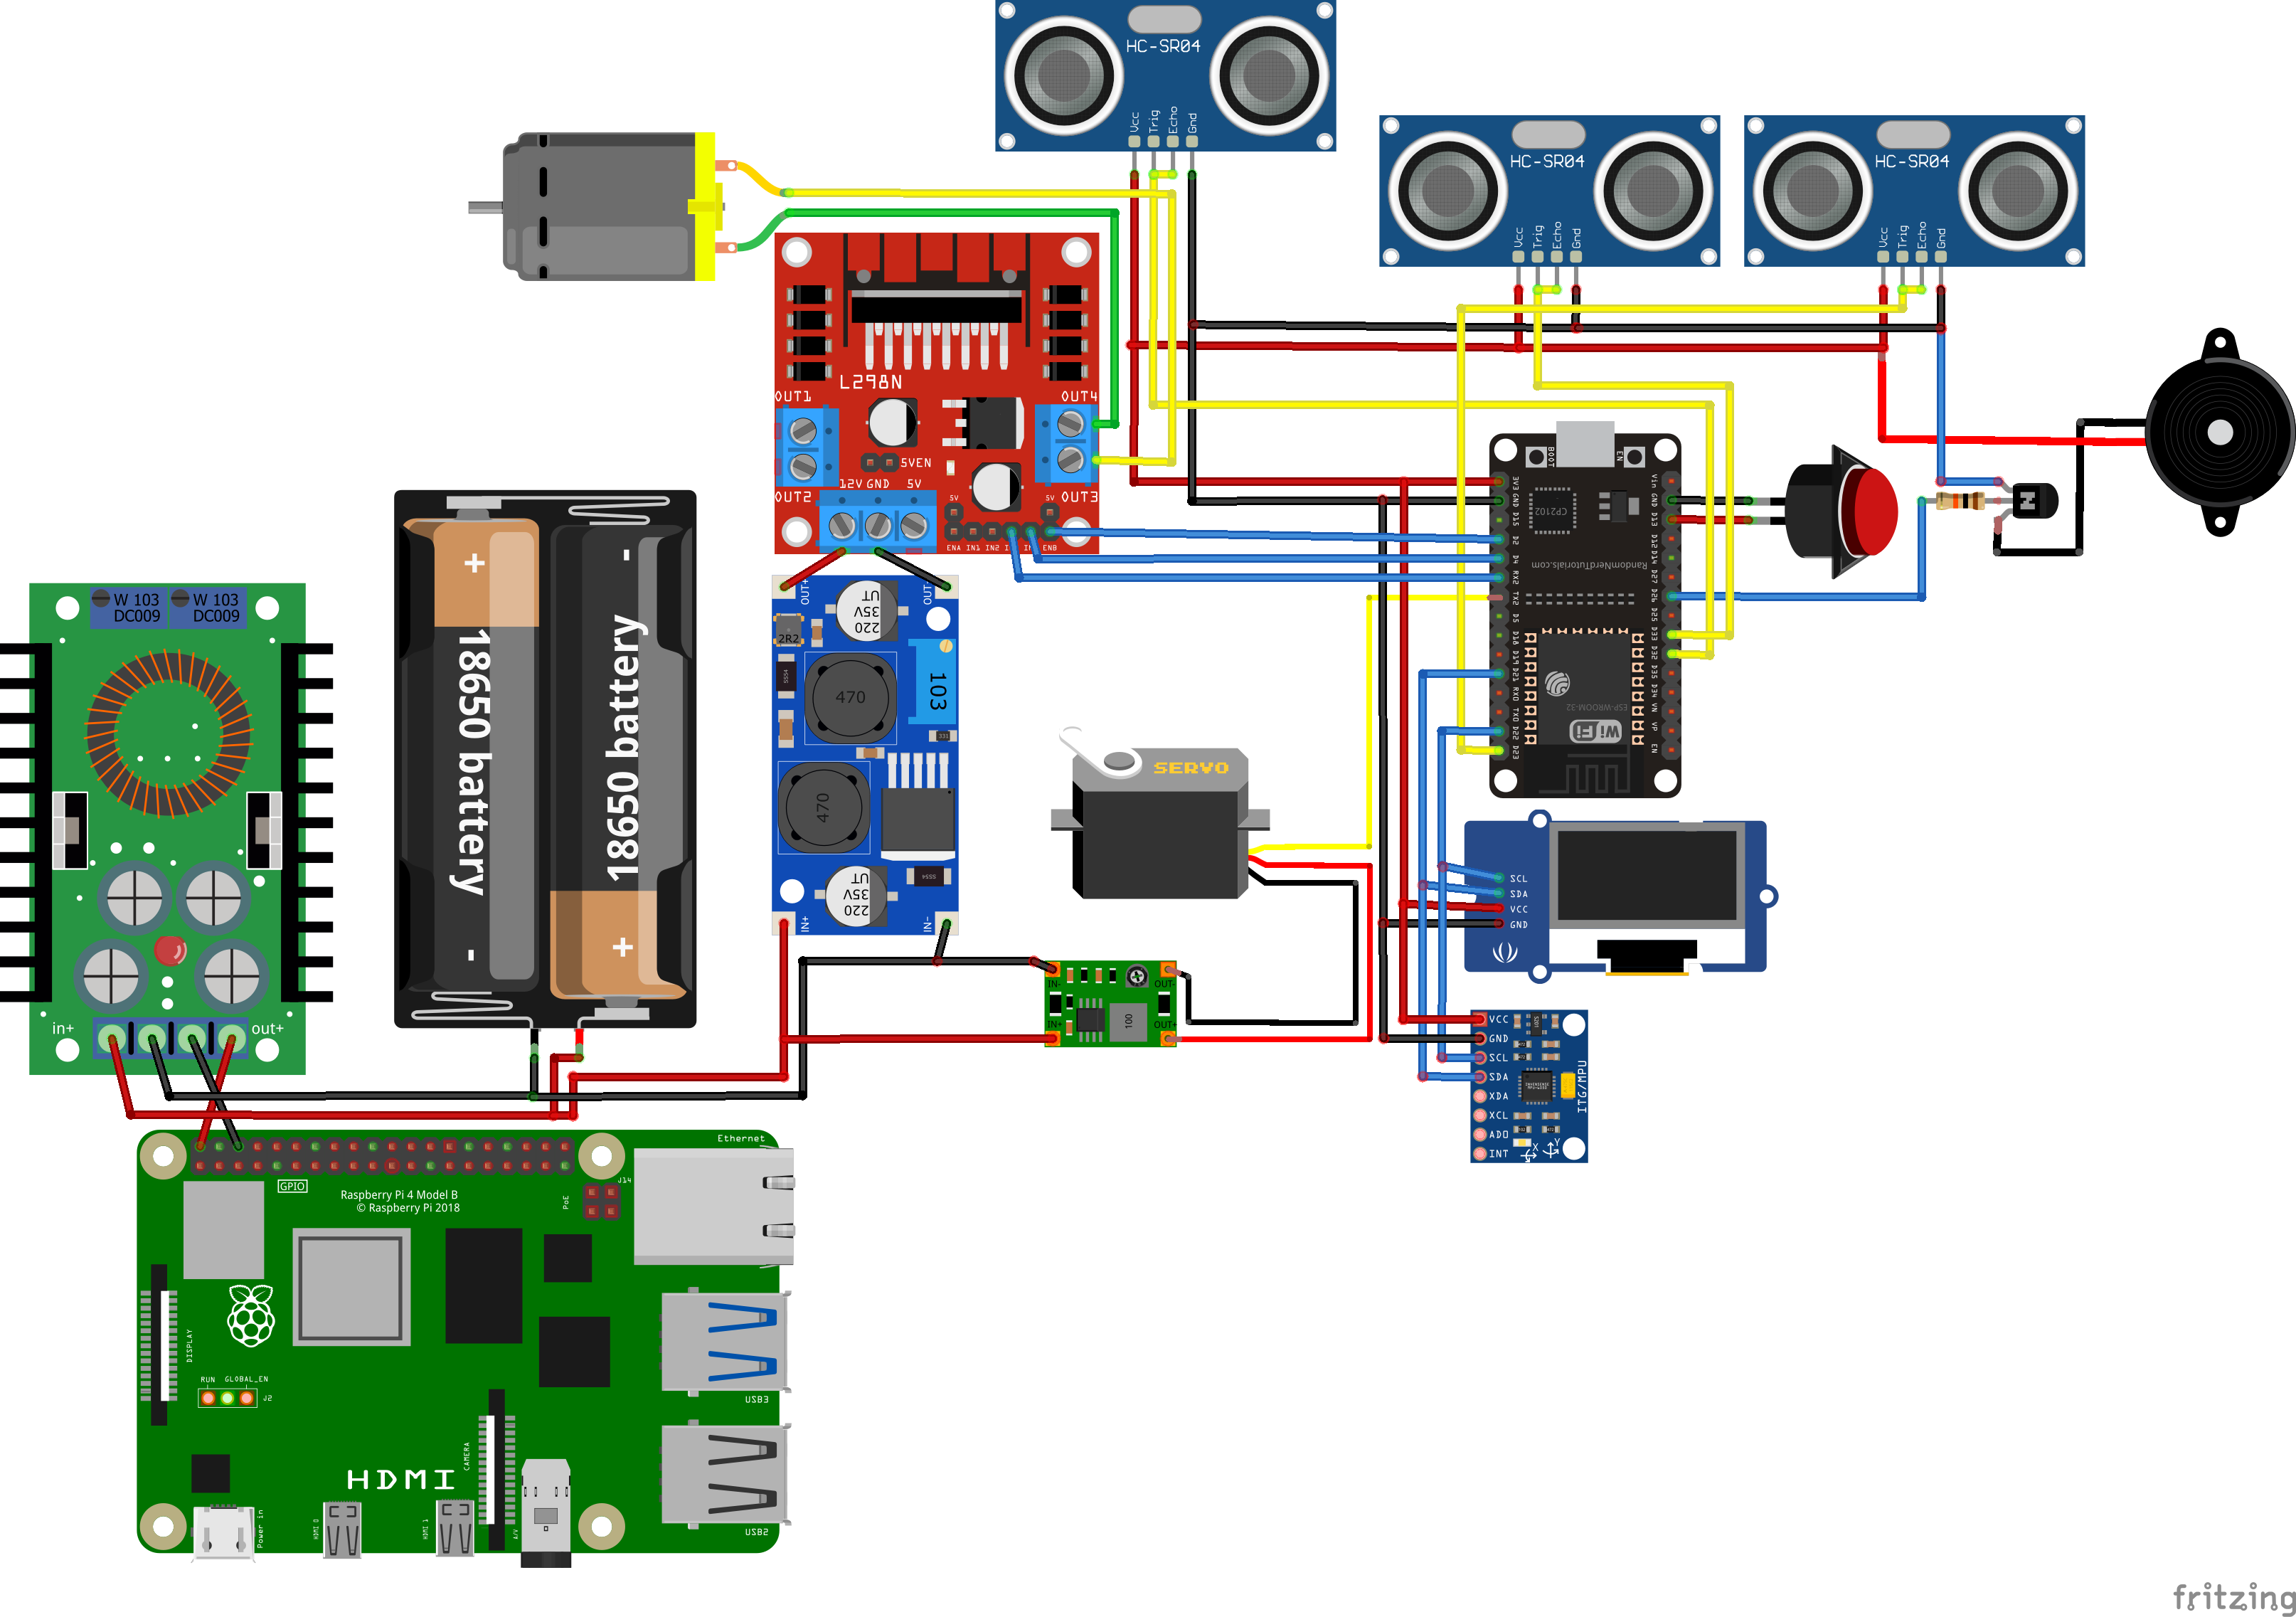 HC-SR04
Vcc
Trig
Echo
Gnd
HC-SR04
Vcc
Trig
Echo
Gnd
HC-SR04
Vcc
Trig
Echo
Gnd
L298N
OUT1
OUT4
5VEN
OUT2
12V GND 5V
OUT3
5V
5V
ENA IN1 IN2
ENB
BOOT
EN
CP2102
3V3
GND
D15
D2
D4
RX2
TX2
D5
D18
D19
D21
RX0
TX0
D22
D23
Vin
GND
D13
D12
D14
D27
D26
D25
D33
D32
D35
D34
VN
VP
EN
RandomNerdTutorials.com
ESP-WROOM-32
Wi Fi
W 103
DC009
W 103
DC009
in+
out+
+
-
18650 battery
18650 battery
-
+
OUT+
OUT-
220
35V
UT
2R2
SS54
470
103
331
470
SS54
220
35V
UT
IN+
IN-
SERVO
IN-
IN+
OUT-
OUT+
100
SCL
SDA
VCC
GND
VCC
GND
SCL
SDA
XDA
XCL
ADO
INT
ITG/MPU
X
Y
Ethernet
GPIO
Raspberry Pi 4 Model B
© Raspberry Pi 2018
PoE
J14
DISPLAY
RUN GLOBAL_EN
J2
USB3
CAMERA
HDMI
Power in
HDMI 0
HDMI 1
A/V
USB2
fritzing